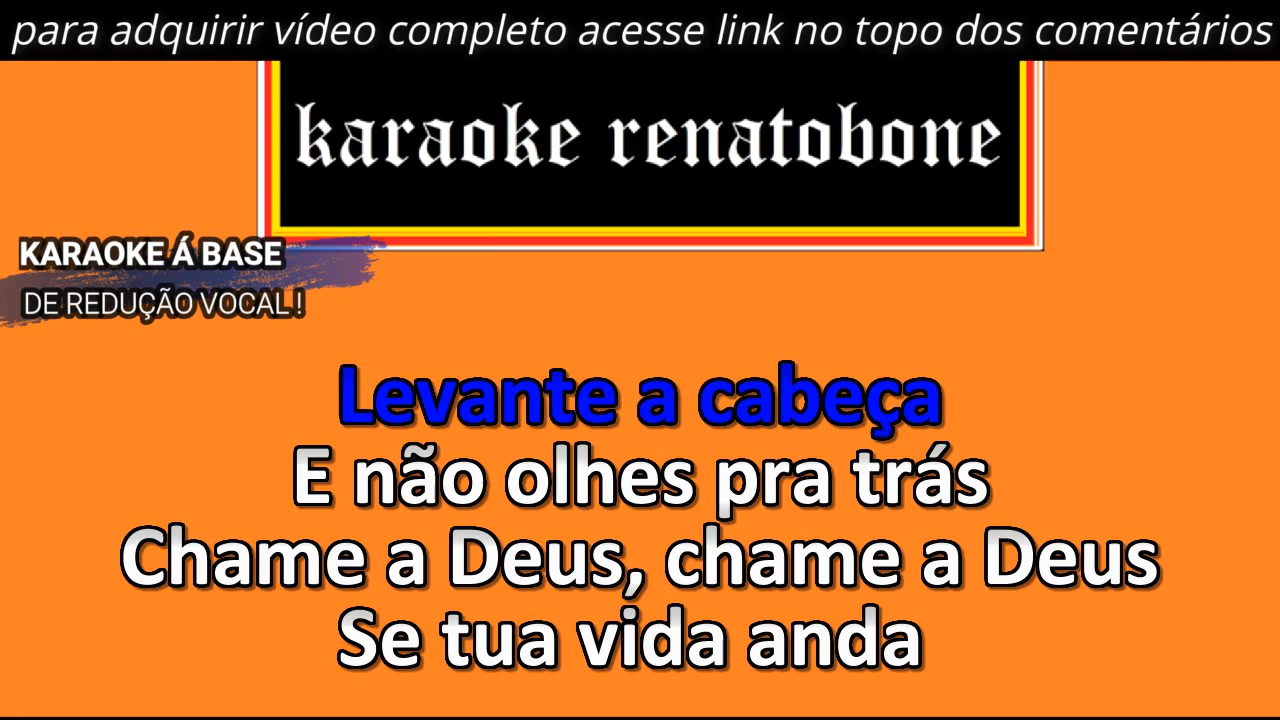 para adquirir vídeo completo acesse link no topo dos comentários
karaoke renatobone
KARAOKE Á BASE
DE REDUÇÃO VOCAL !
Levante a cabeça
E não olhes pra trás
Chame a Deus, chame a Deus
Se tua vida anda